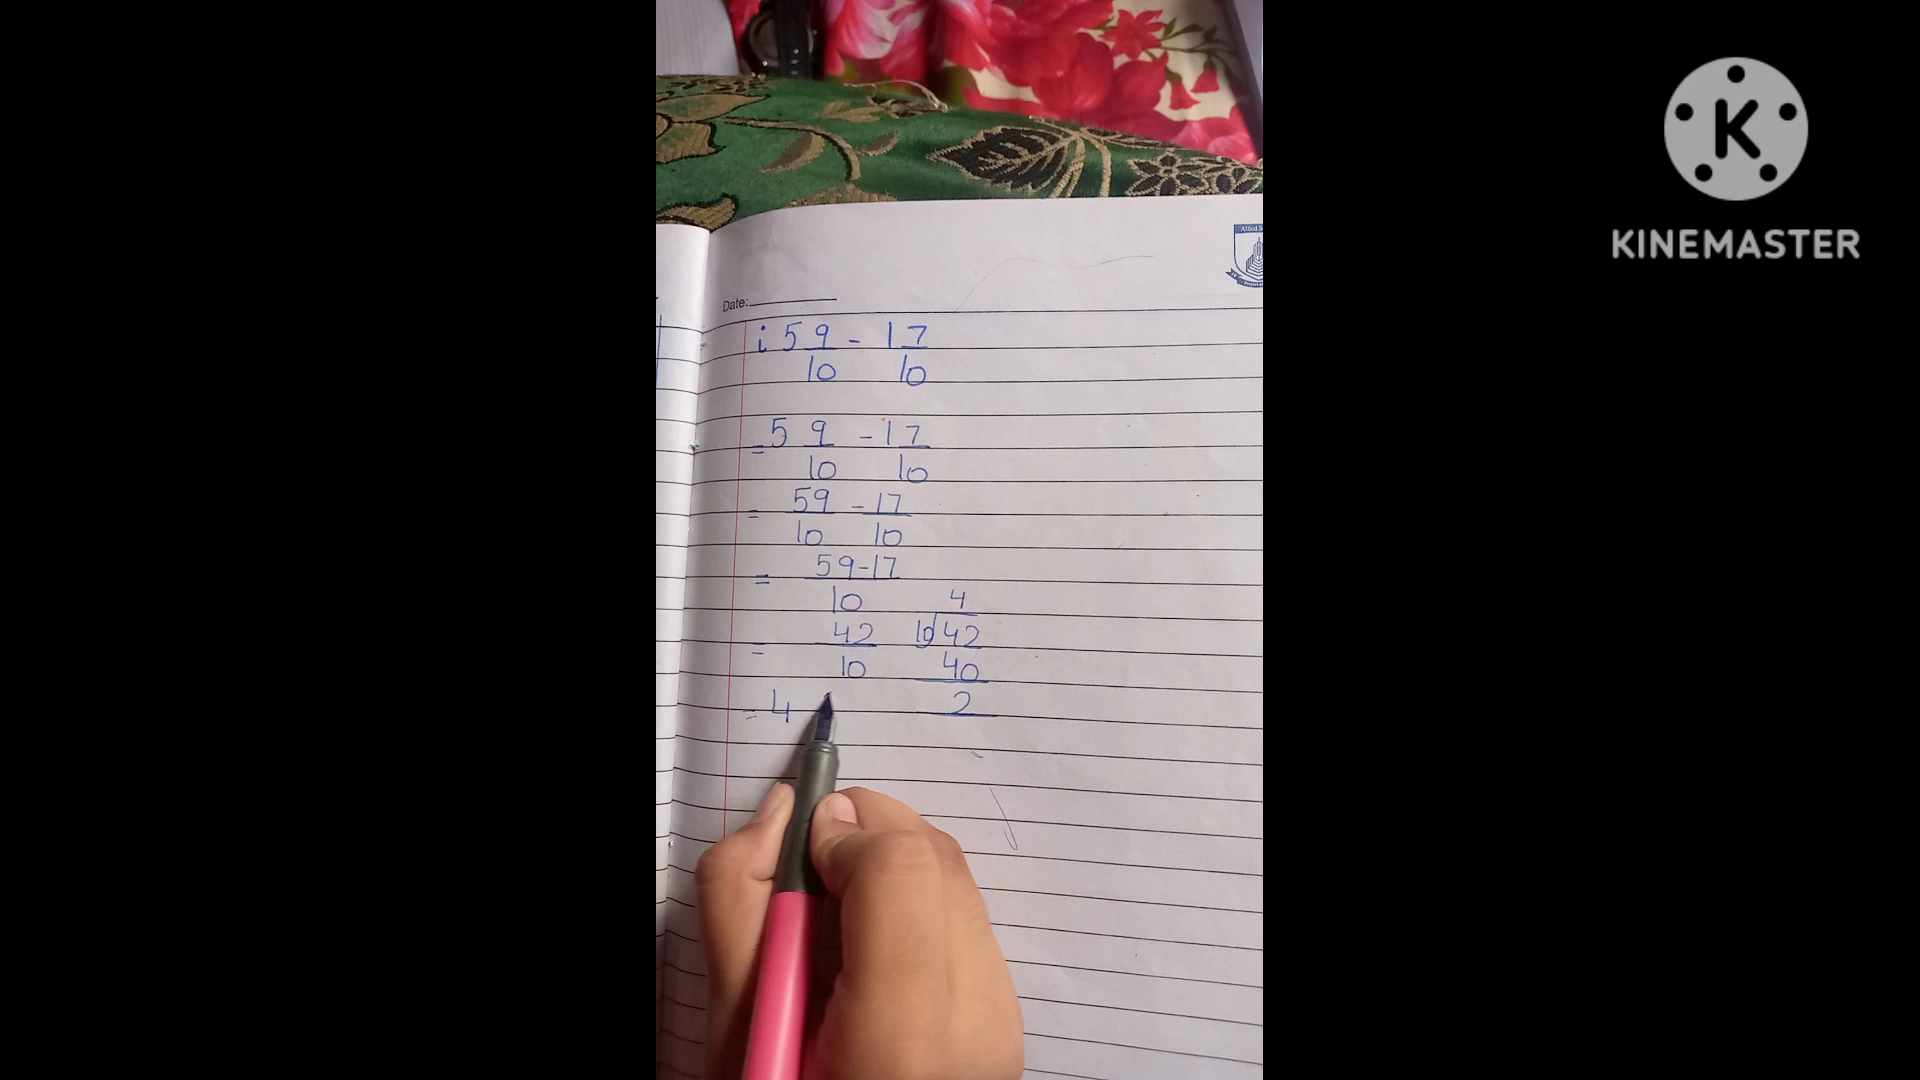 K
KINEMASTER
Allied S
Date:
i 5 9/10 - 1 7/10
= 5 9/10 - 1 7/10
= 59/10 - 17/10
= 59-17/10
= 42/10
4
10 42
40
2
= 4